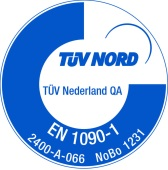 TÜV NORD
TÜV Nederland QA
EN 1090-1
2400-A-066 NoBo 1231